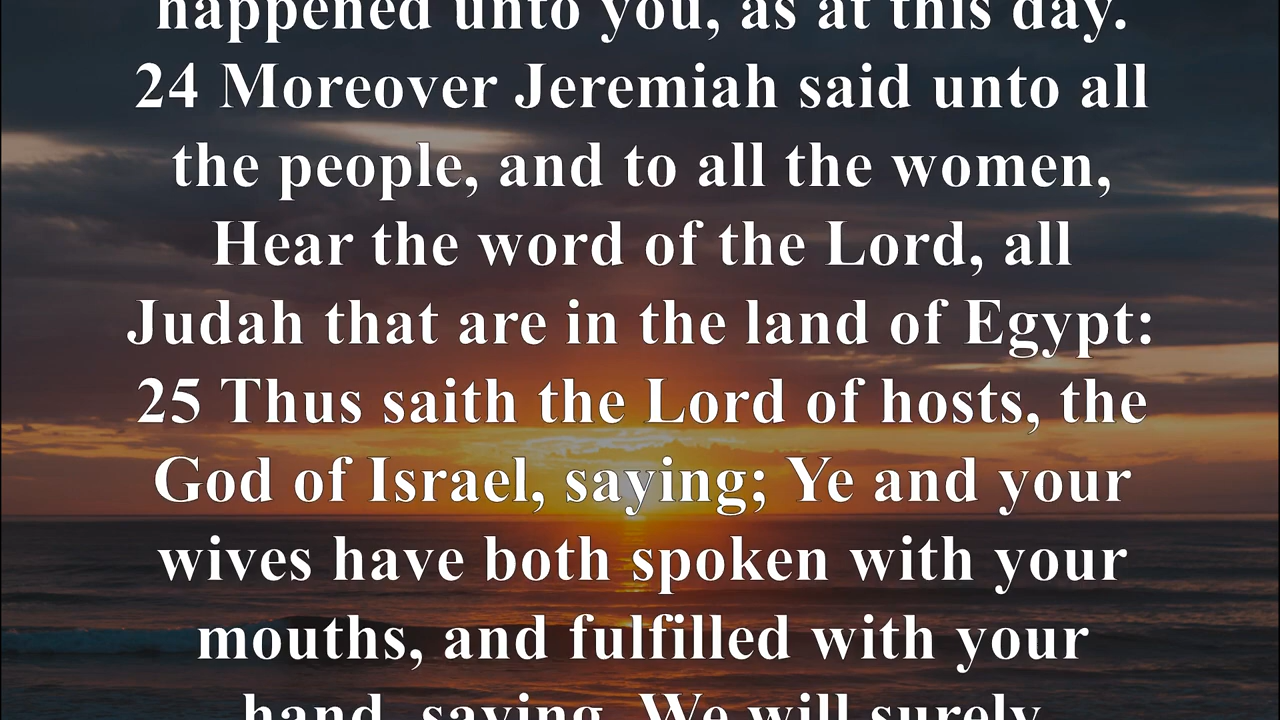 happened unto you, as at this day.
24 Moreover Jeremiah said unto all
the people, and to all the women,
Hear the word of the Lord, all
Judah that are in the land of Egypt:
25 Thus saith the Lord of hosts, the
God of Israel, saying; Ye and your
wives have both spoken with your
mouths, and fulfilled with your
hand, saying, We will surely